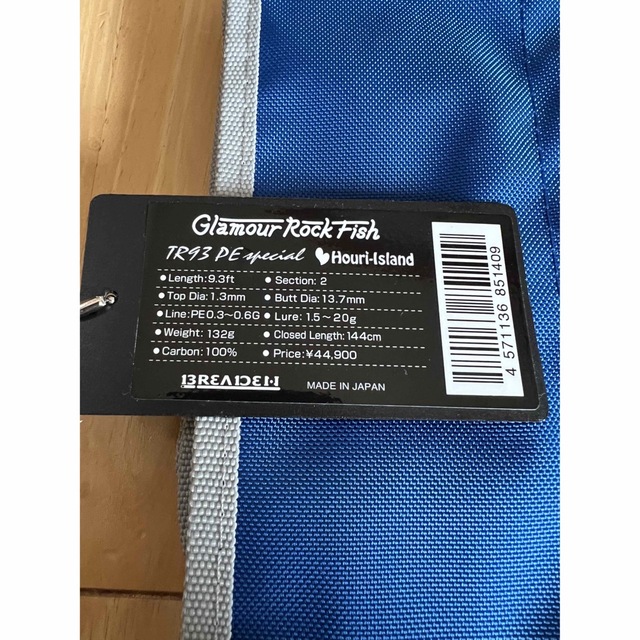 Glamour Rock Fish
TR93 PE special ♥Houri-Island
●Length:9.3ft ●Section: 2
●Top Dia:1.3mm ●Butt Dia:13.7mm
●Line:PE0.3～0.6G ●Lure: 1.5～20g
●Weight:132g ●Closed Length:144cm
●Carbon:100% ●Price:¥44,900
BREADEN MADE IN JAPAN
4 571136 851409